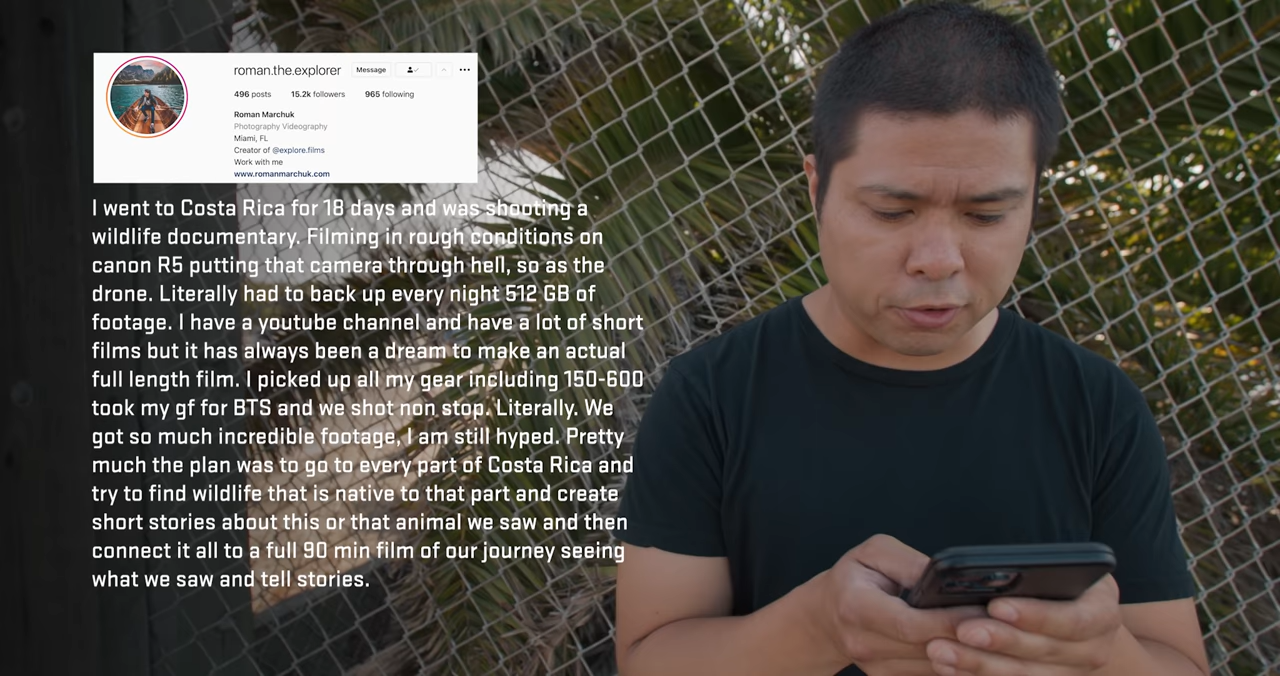 roman.the.explorer Message
496 posts 15.2k followers 965 following
Roman Marchuk
Photography Videography
Miami, FL
Creator of @explore.films
Work with me
www.romanmarchuk.com
I went to Costa Rica for 18 days and was shooting a
wildlife documentary. Filming in rough conditions on
canon R5 putting that camera through hell, so as the
drone. Literally had to back up every night 512 GB of
footage. I have a youtube channel and have a lot of short
films but it has always been a dream to make an actual
full length film. I picked up all my gear including 150-600
took my gf for BTS and we shot non stop. Literally. We
got so much incredible footage, I am still hyped. Pretty
much the plan was to go to every part of Costa Rica and
try to find wildlife that is native to that part and create
short stories about this or that animal we saw and then
connect it all to a full 90 min film of our journey seeing
what we saw and tell stories.